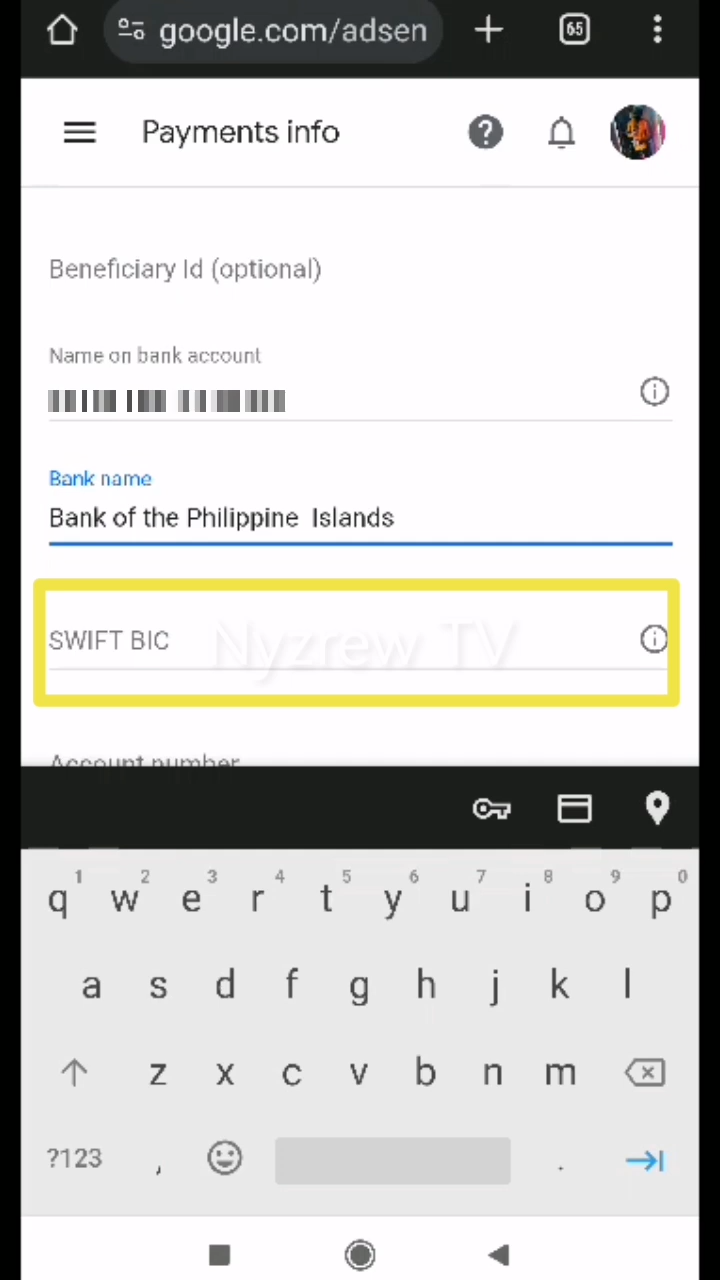 google.com/adsen
65
Payments info
Beneficiary Id (optional)
Name on bank account
Bank name
Bank of the Philippine Islands
SWIFT BIC
Nyzrew TV
Account number
1 2 3 4 5 6 7 8 9 0
q w e r t y u i o p
a s d f g h j k l
z x c v b n m
?123 , .